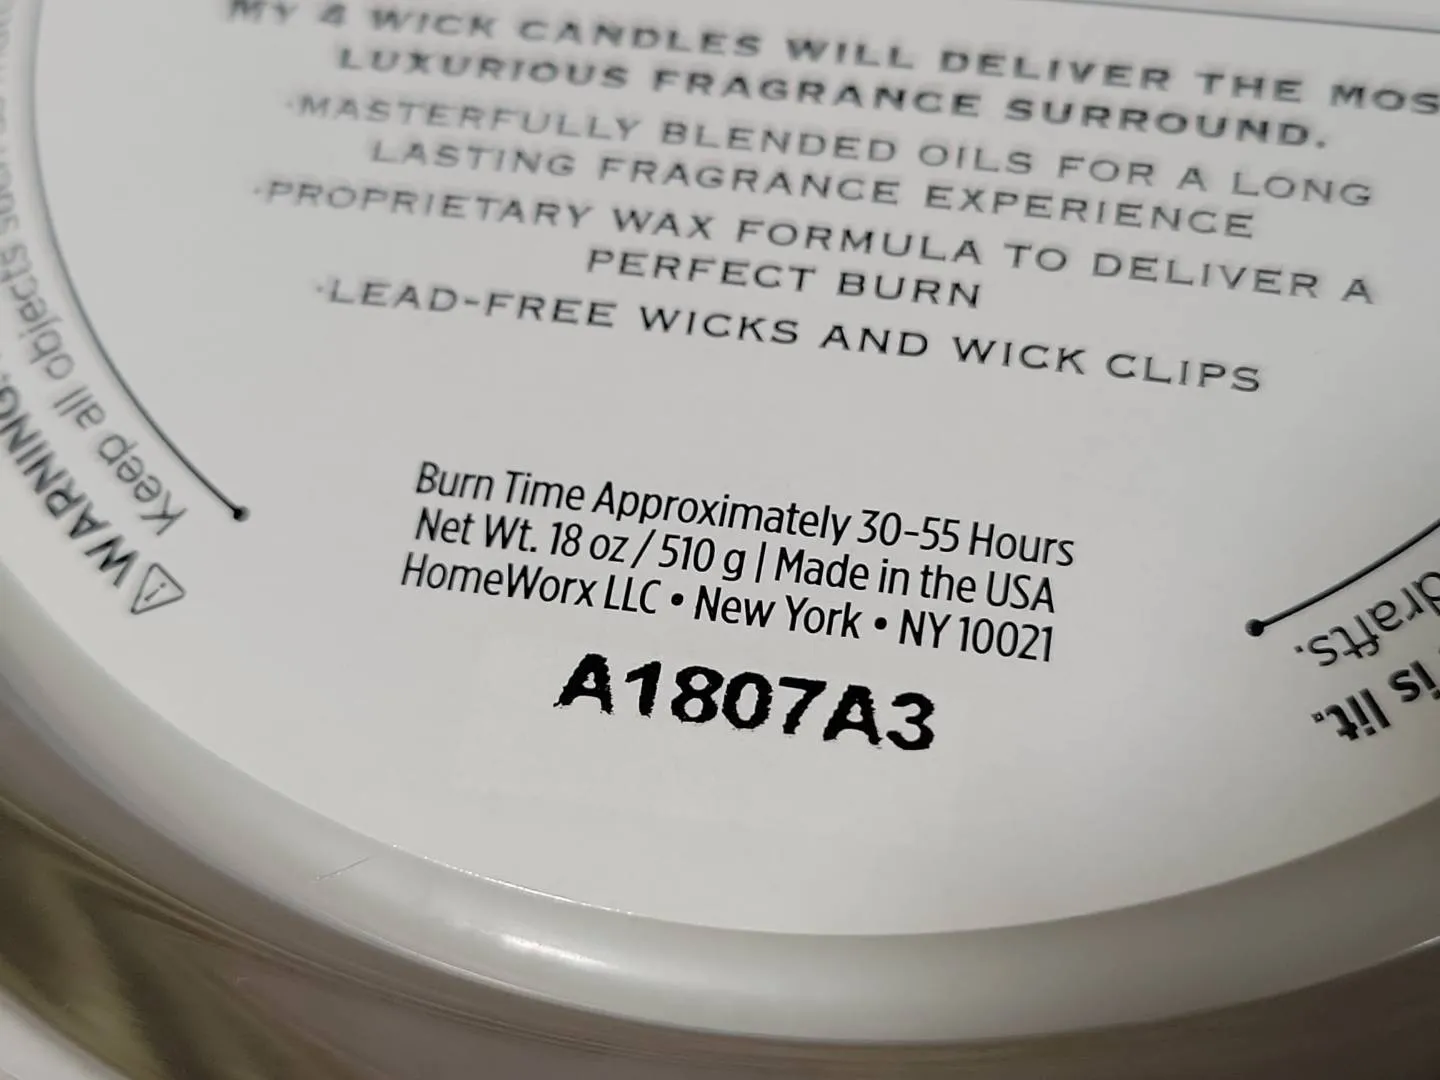 MY 4 WICK CANDLES WILL DELIVER THE MOS
LUXURIOUS FRAGRANCE SURROUND.
·MASTERFULLY BLENDED OILS FOR A LONG
LASTING FRAGRANCE EXPERIENCE
·PROPRIETARY WAX FORMULA TO DELIVER A
PERFECT BURN
·LEAD-FREE WICKS AND WICK CLIPS
Burn Time Approximately 30-55 Hours
Net Wt. 18 oz / 510 g | Made in the USA
HomeWorx LLC • New York • NY 10021
A1807A3
⚠WARNING.
Keep all objects
is lit.
drafts.